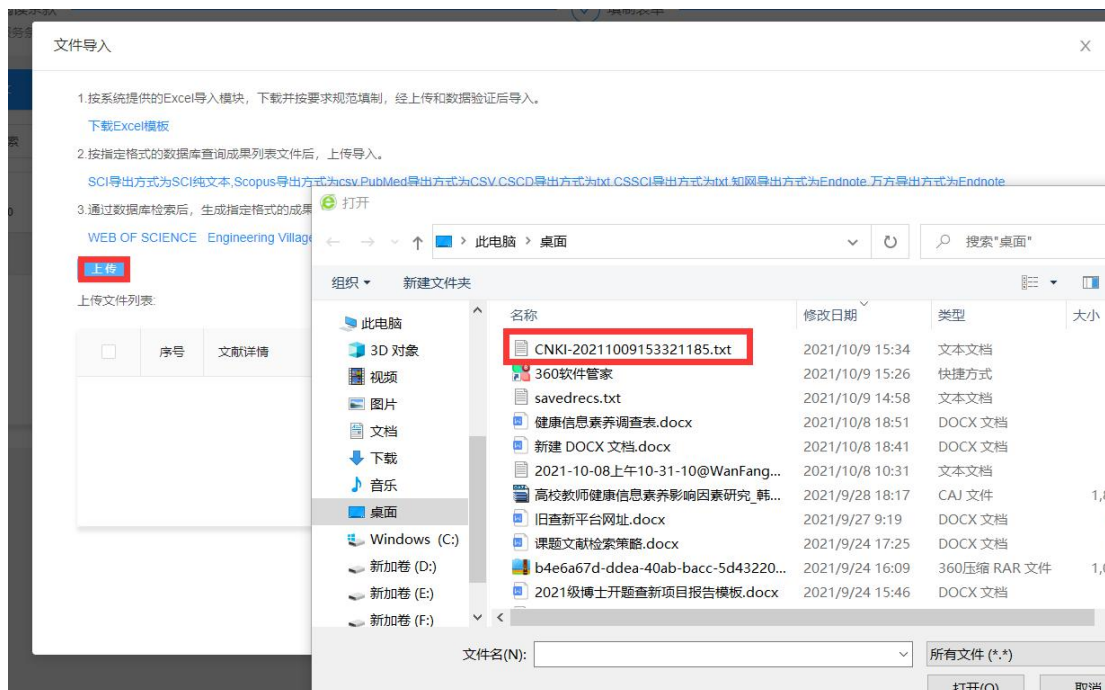 填制表单
文件导入
1.按系统提供的Excel导入模块，下载并按要求规范填制，经上传和数据验证后导入。
下载Excel模板
2.按指定格式的数据库查询成果列表文件后，上传导入。
SCI导出方式为SCI纯文本,Scopus导出方式为csv,PubMed导出方式为CSV,CSCD导出方式为txt,CSSCI导出方式为txt,知网导出方式为Endnote,万方导出方式为Endnote
3.通过数据库检索后，生成指定格式的成果
WEB OF SCIENCE Engineering Village
上传
上传文件列表:
序号 文献详情
打开
此电脑 > 桌面
搜索"桌面"
组织 新建文件夹
名称 修改日期 类型 大小
此电脑
3D 对象
视频
图片
文档
下载
音乐
桌面
Windows (C:)
新加卷 (D:)
新加卷 (E:)
新加卷 (F:)
CNKI-20211009153321185.txt 2021/10/9 15:34 文本文档
360软件管家 2021/10/9 15:26 快捷方式
savedrecs.txt 2021/10/9 14:58 文本文档
健康信息素养调查表.docx 2021/10/8 18:51 DOCX 文档
新建 DOCX 文档.docx 2021/10/8 18:41 DOCX 文档
2021-10-08上午10-31-10@WanFang... 2021/10/8 10:31 文本文档
高校教师健康信息素养影响因素研究_韩... 2021/9/28 18:17 CAJ 文件 1,
旧查新平台网址.docx 2021/9/27 9:19 DOCX 文档
课题文献检索策略.docx 2021/9/24 17:25 DOCX 文档
b4e6a67d-ddea-40ab-bacc-5d43220... 2021/9/24 16:09 360压缩 RAR 文件 1,
2021级博士开题查新项目报告模板.docx 2021/9/24 15:46 DOCX 文档
文件名(N): 所有文件 (*.*)
打开(O) 取消